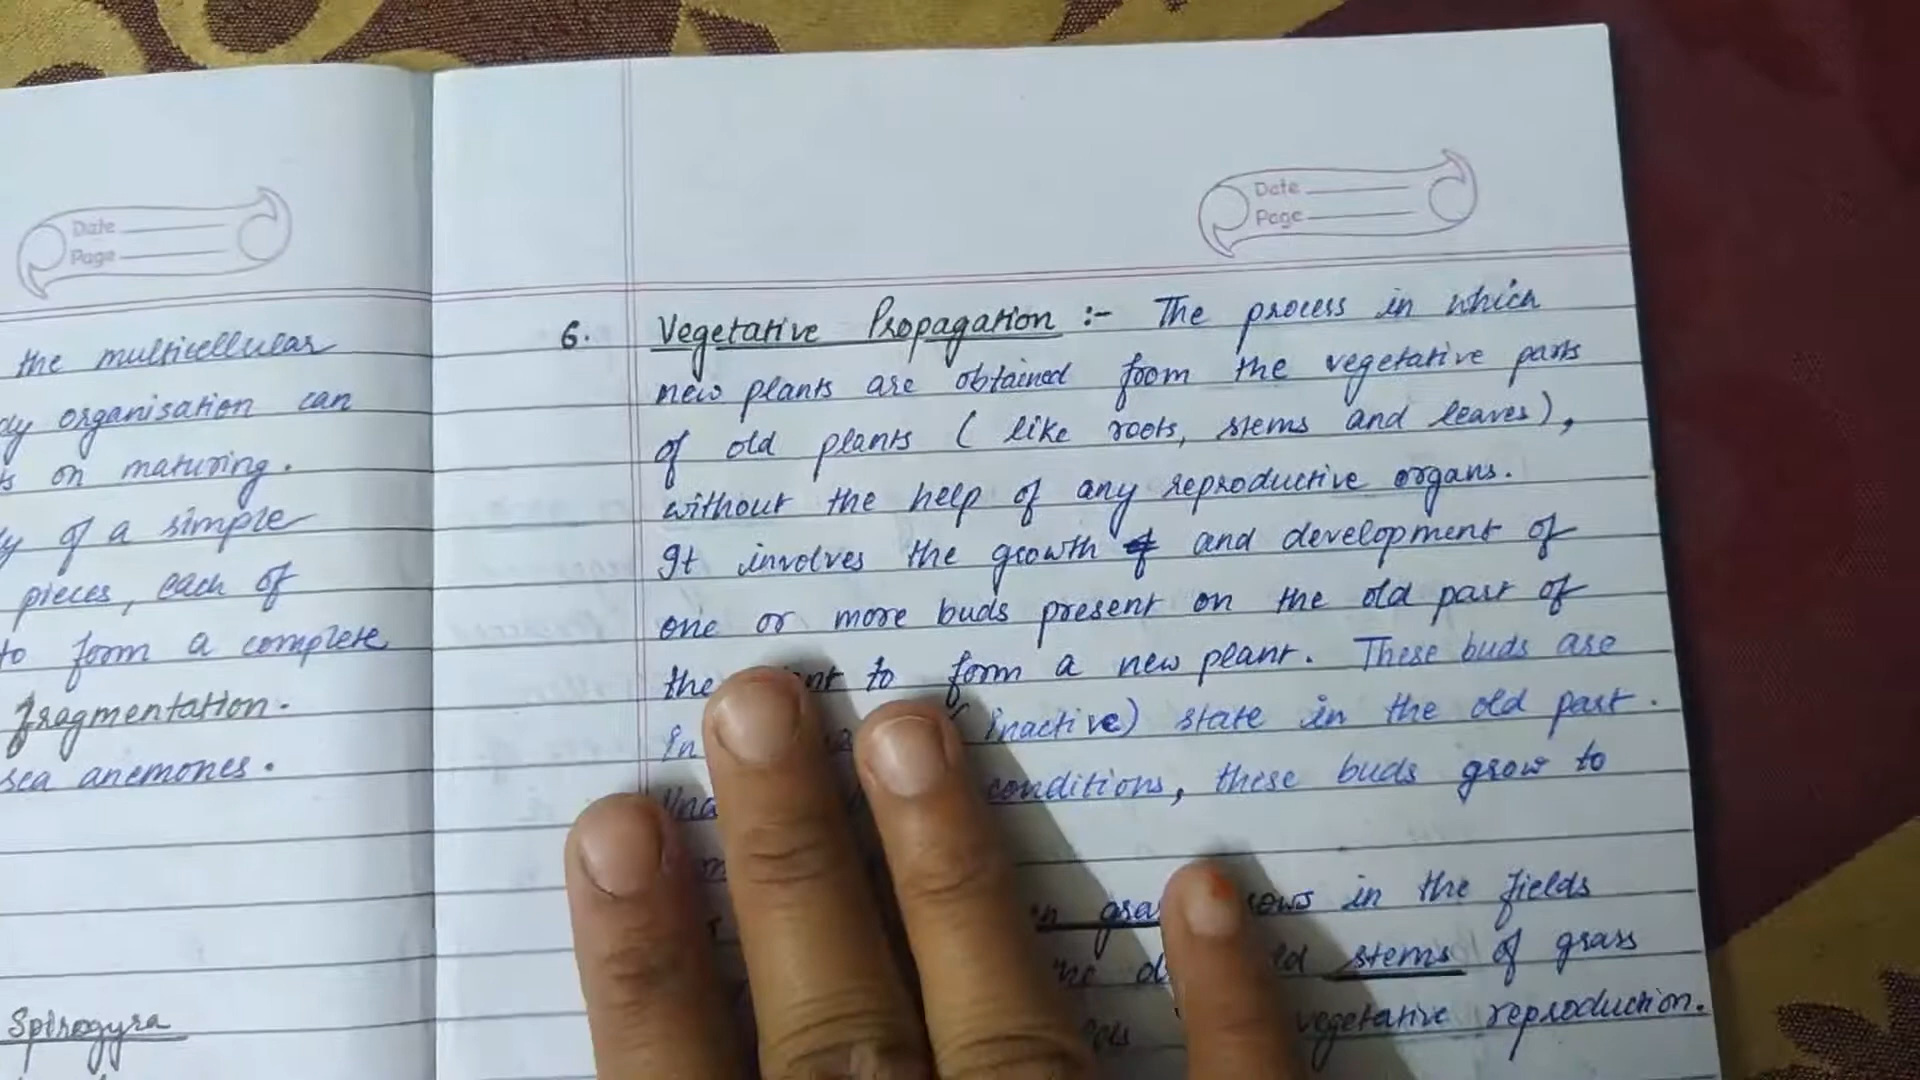 Date
Page
the multicellular
organisation can
on maturing.
of a simple
pieces, each of
to form a complete
fragmentation.
sea anemones.
Spirogyra
Date
Page
6. Vegetative Propagation :- The process in which
new plants are obtained from the vegetative parts
of old plants ( like roots, stems and leaves),
without the help of any reproductive organs.
It involves the growth and development of
one or more buds present on the old part of
the to form a new plant. These buds are
In (inactive) state in the old part.
conditions, these buds grow to
in the fields
stems of grass
vegetative reproduction.